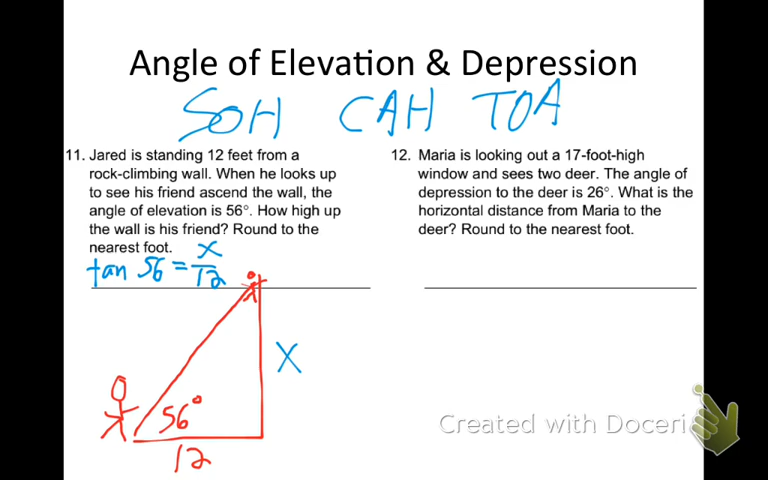 Angle of Elevation & Depression
SOH CAH TOA
11. Jared is standing 12 feet from a
rock-climbing wall. When he looks up
to see his friend ascend the wall, the
angle of elevation is 56°. How high up
the wall is his friend? Round to the
nearest foot.
tan 56 = x/12
x
56°
12
12. Maria is looking out a 17-foot-high
window and sees two deer. The angle of
depression to the deer is 26°. What is the
horizontal distance from Maria to the
deer? Round to the nearest foot.
Created with Doceri